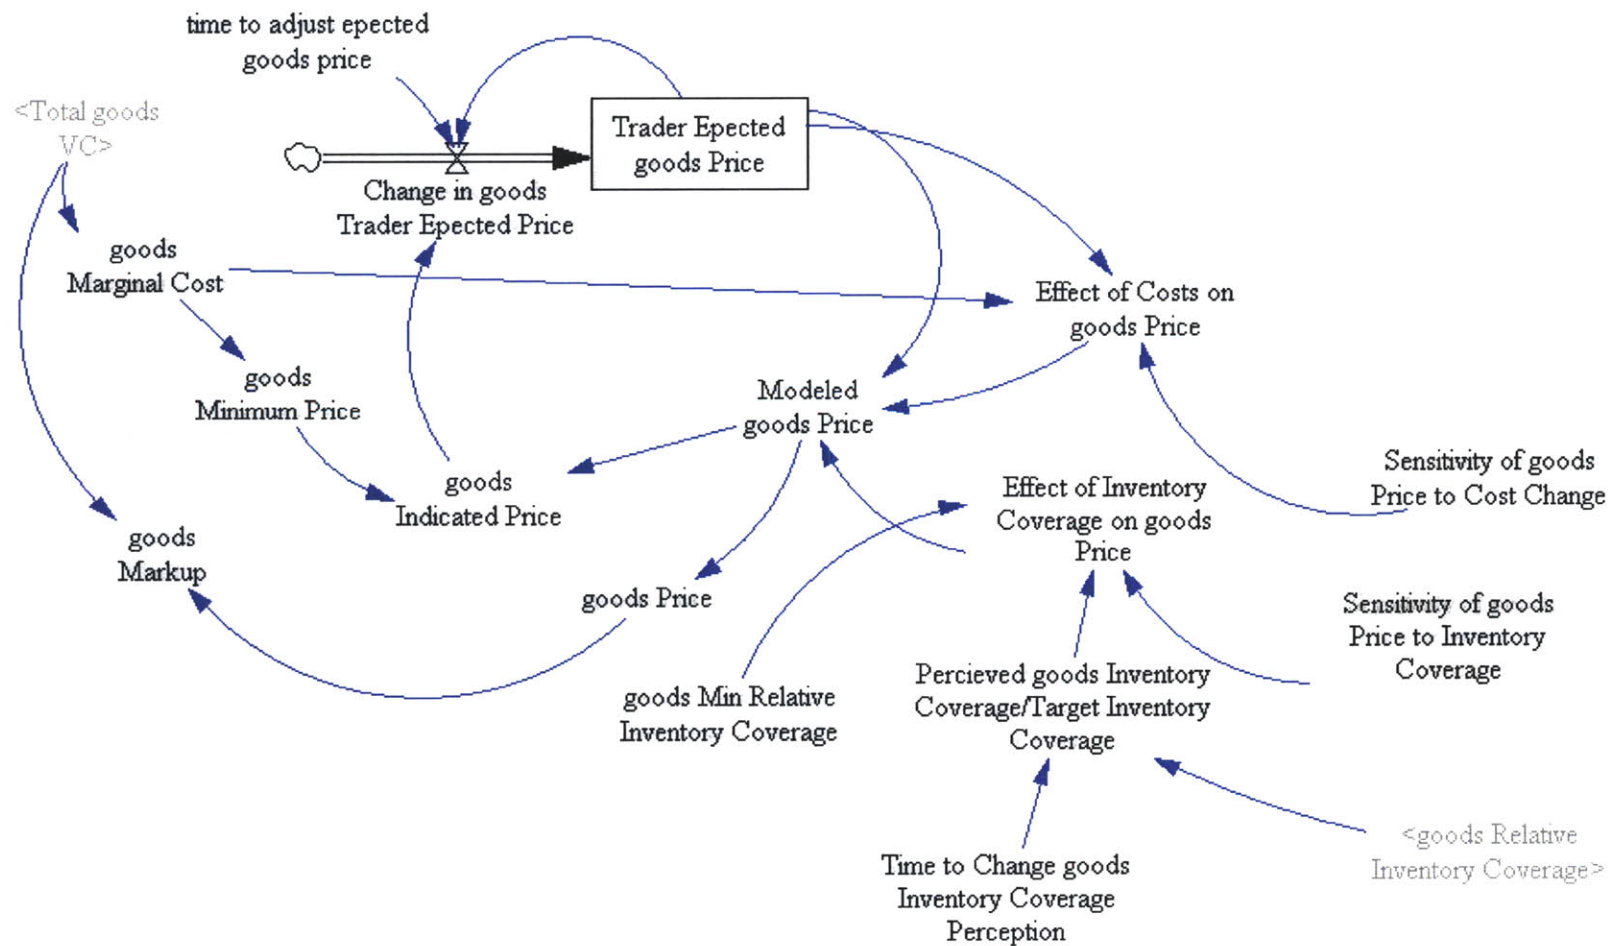 time to adjust epected
goods price
<Total goods
VC>
Trader Epected
goods Price
Change in goods
Trader Epected Price
goods
Marginal Cost
Effect of Costs on
goods Price
goods
Minimum Price
Modeled
goods Price
Sensitivity of goods
Price to Cost Change
goods
Indicated Price
Effect of Inventory
Coverage on goods
Price
goods
Markup
goods Price
Sensitivity of goods
Price to Inventory
Coverage
goods Min Relative
Inventory Coverage
Percieved goods Inventory
Coverage/Target Inventory
Coverage
<goods Relative
Inventory Coverage>
Time to Change goods
Inventory Coverage
Perception